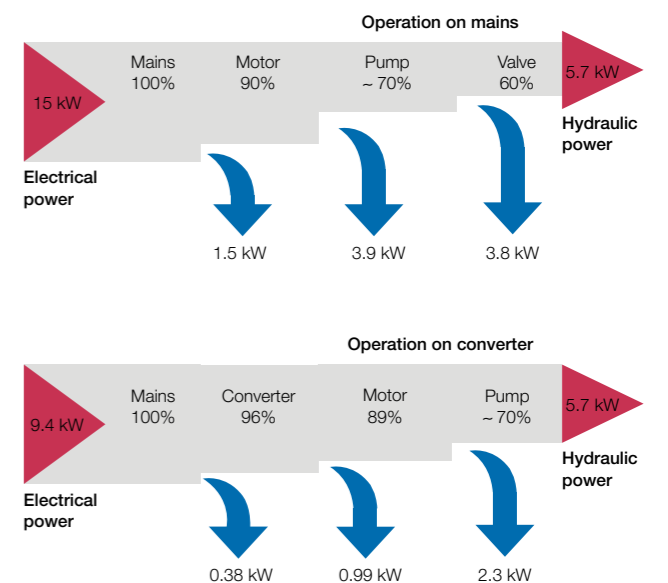 Operation on mains
Mains
100%
Motor
90%
Pump
~ 70%
Valve
60%
15 kW
5.7 kW
Electrical
power
Hydraulic
power
1.5 kW
3.9 kW
3.8 kW
Operation on converter
Mains
100%
Converter
96%
Motor
89%
Pump
~ 70%
9.4 kW
5.7 kW
Electrical
power
Hydraulic
power
0.38 kW
0.99 kW
2.3 kW